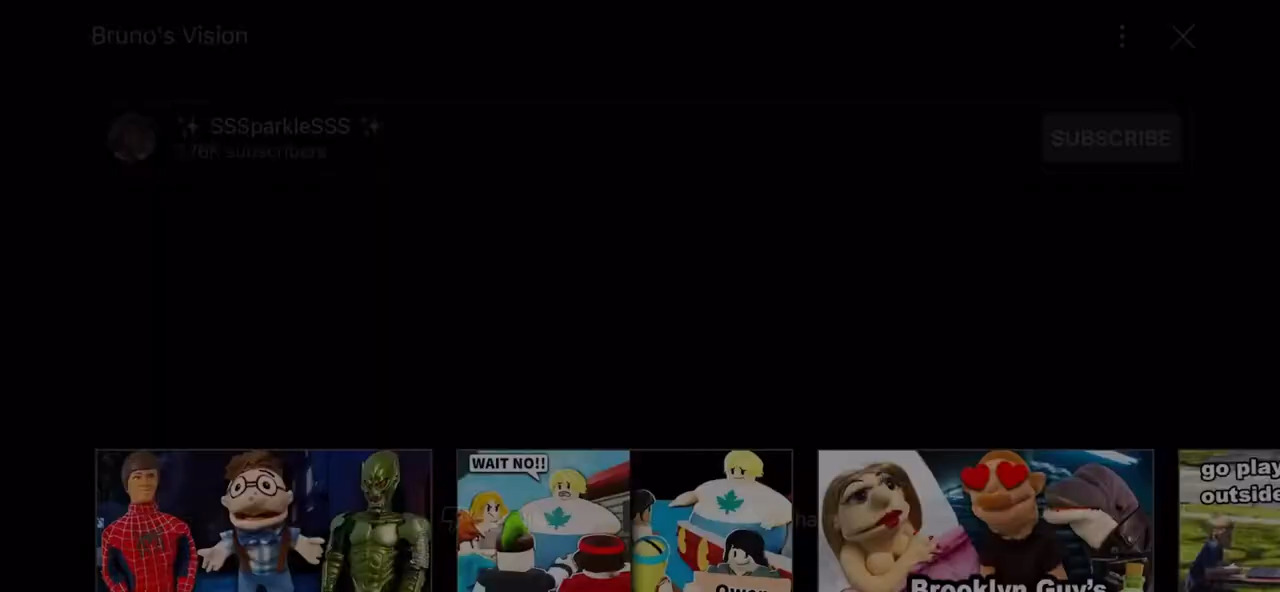 Bruno's Vision
✨ SSSparkleSSS ✨
SUBSCRIBE
WAIT NO!!
go play
outside
Brooklyn Guy's